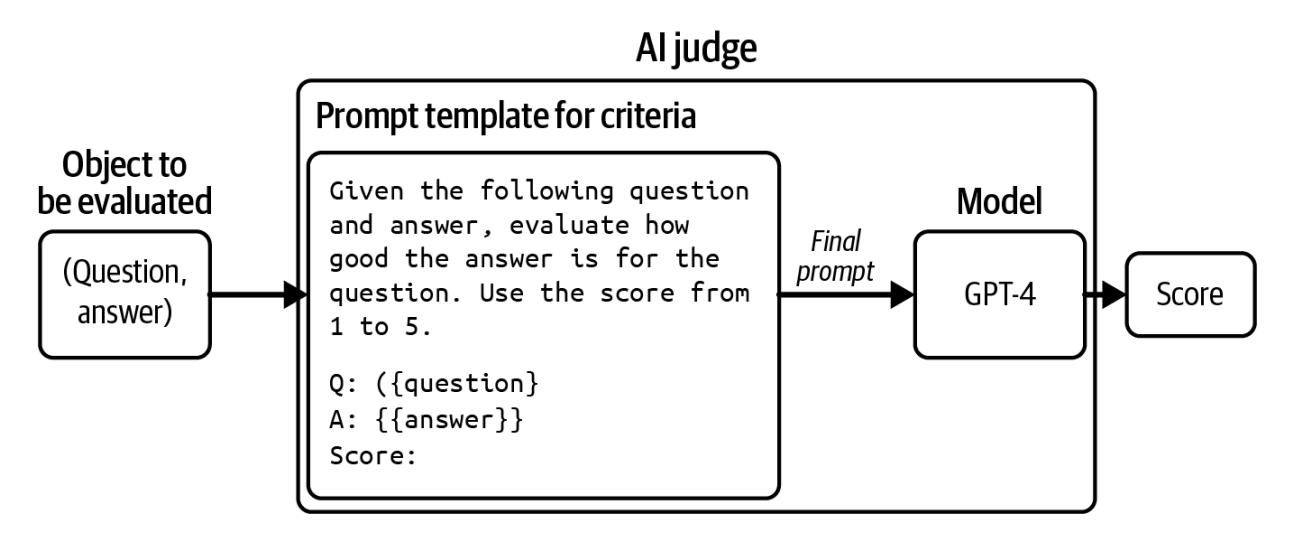 AI judge
Prompt template for criteria
Object to
be evaluated
(Question,
answer)
Given the following question
and answer, evaluate how
good the answer is for the
question. Use the score from
1 to 5.
Q: ({question}
A: {{answer}}
Score:
Final
prompt
Model
GPT-4
Score